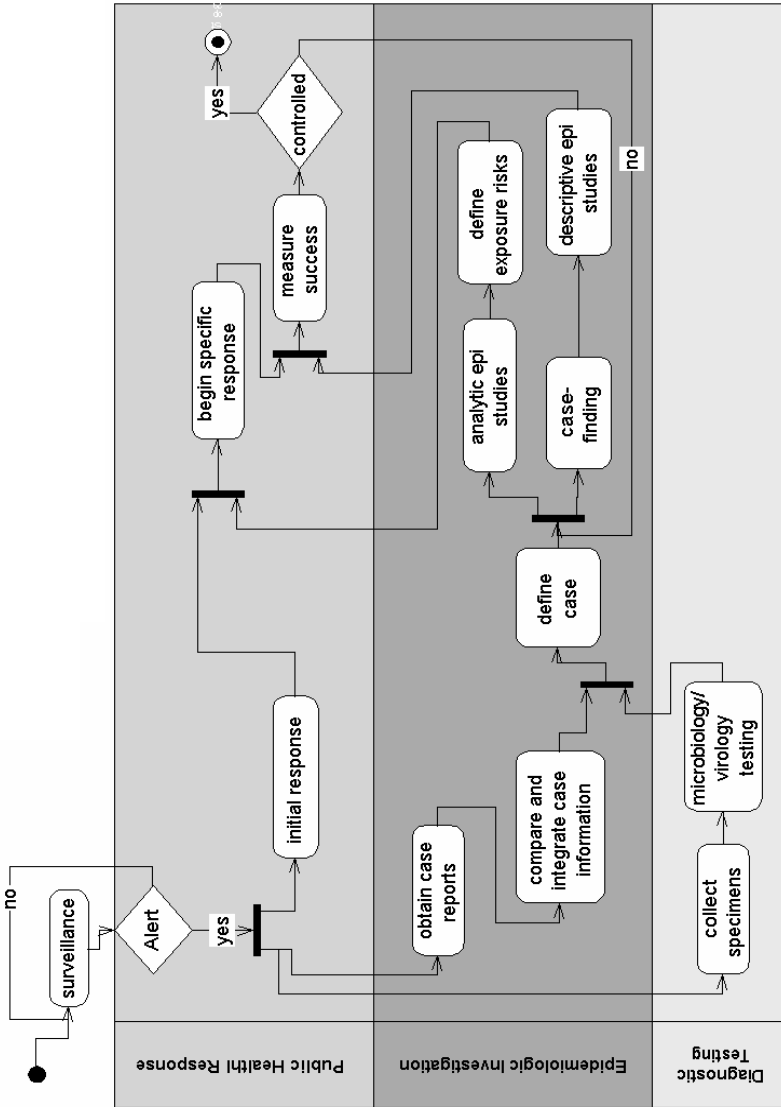 no
surveillance
Alert
yes
initial response
begin specific
response
measure
success
controlled
yes
Public Healthl Response
obtain case
reports
compare and
integrate case
information
define
case
analytic epi
studies
define
exposure risks
case-
finding
descriptive epi
studies
no
Epidemiologic Investigation
collect
specimens
microbiology/
virology
testing
Diagnostic
Testing